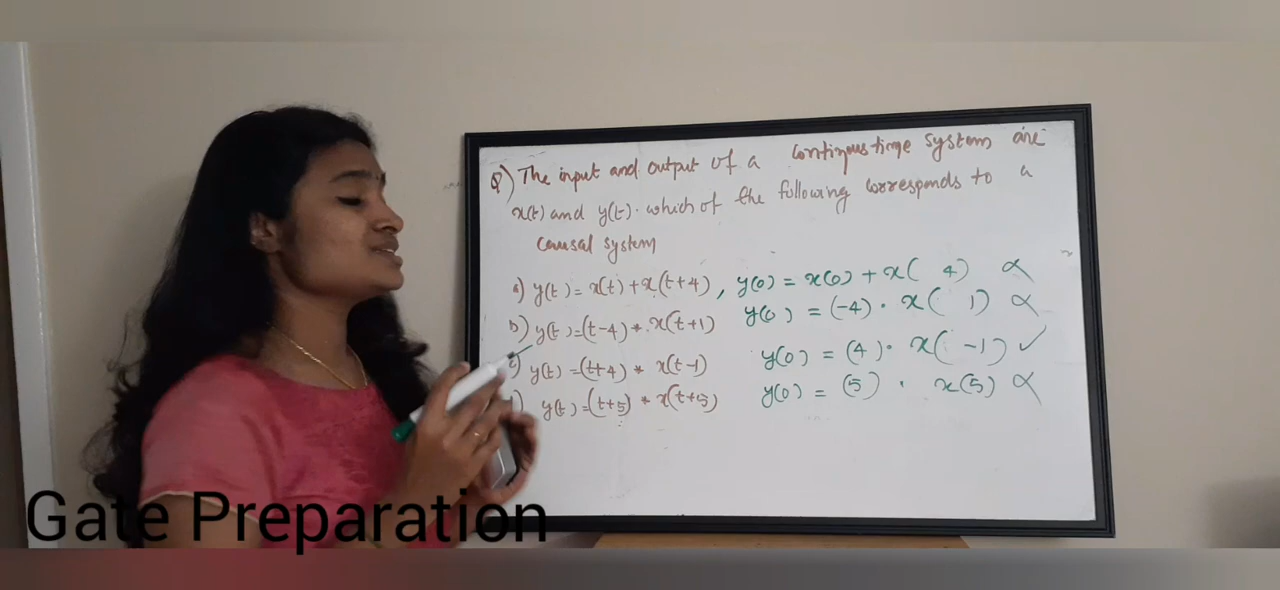 Q) The input and output of a continous time system are
x(t) and y(t). which of the following corresponds to a
causal system
a) y(t) = x(t) + x(t+4), y(0) = x(0) + x( 4) ∝
b) y(t) = (t-4) * x(t+1) y(0) = (-4) . x( 1) ∝
c) y(t) = (t+4) * x(t-1) y(0) = (4) . x( -1) ✓
d) y(t) = (t+5) * x(t+5) y(0) = (5) . x(5) ∝
Gate Preparation